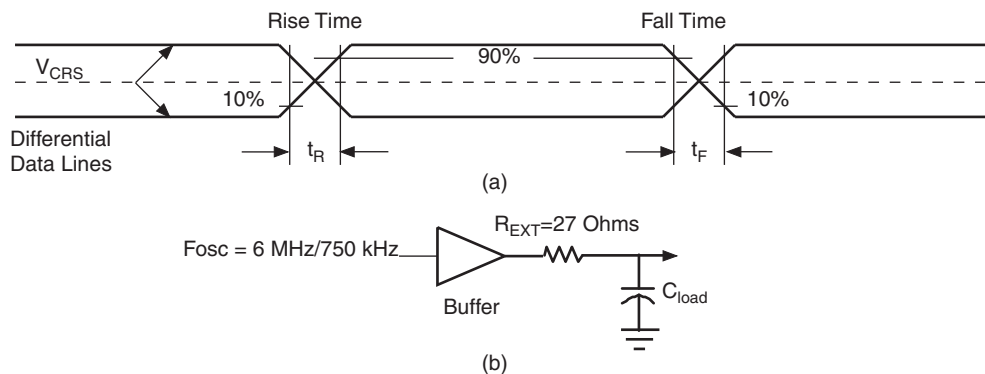 Rise Time
Fall Time
V_CRS
90%
10%
10%
Differential
Data Lines
t_R
t_F
(a)
R_EXT=27 Ohms
Fosc = 6 MHz/750 kHz
Buffer
C_load
(b)